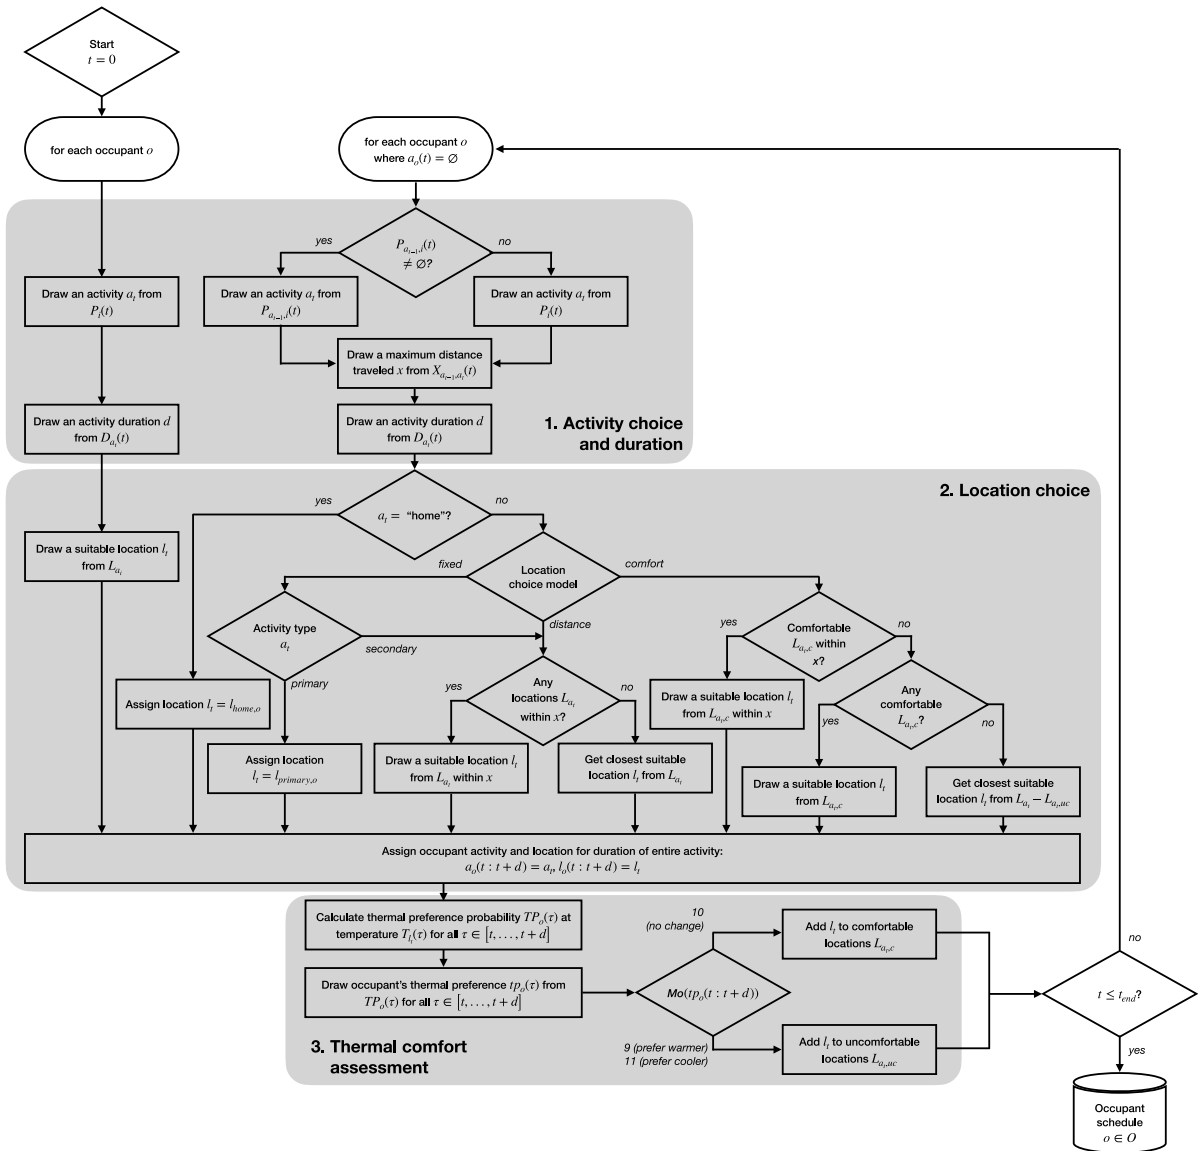 Start
t = 0
for each occupant o
for each occupant o
where aₒ(t) = ∅
yes
P_{a_{t−1},i}(t)
≠ ∅?
no
Draw an activity a_t from
P_i(t)
Draw an activity a_t from
P_{a_{t−1},i}(t)
Draw an activity a_t from
P_i(t)
Draw a maximum distance
traveled x from X_{a_{t−1},a_t}(t)
Draw an activity duration d
from D_{a_t}(t)
Draw an activity duration d
from D_{a_t}(t)
1. Activity choice
and duration
2. Location choice
yes
a_t = “home”?
no
Draw a suitable location l_t
from L_{a_t}
fixed
Location
choice model
comfort
distance
Activity type
a_t
secondary
primary
yes
Comfortable
L_{a_t,c} within
x?
no
Assign location l_t = l_{home,o}
yes
Any
locations L_{a_t}
within x?
no
Draw a suitable location l_t
from L_{a_t,c} within x
yes
Any
comfortable
L_{a_t,c}?
no
Assign location
l_t = l_{primary,o}
Draw a suitable location l_t
from L_{a_t} within x
Get closest suitable
location l_t from L_{a_t}
Draw a suitable location l_t
from L_{a_t,c}
Get closest suitable
location l_t from L_{a_t} − L_{a_t,uc}
Assign occupant activity and location for duration of entire activity:
a_o(t : t + d) = a_t, l_o(t : t + d) = l_t
Calculate thermal preference probability TP_o(τ) at
temperature T_{l_t}(τ) for all τ ∈ [t, … , t + d]
Draw occupant’s thermal preference tp_o(τ) from
TP_o(τ) for all τ ∈ [t, … , t + d]
3. Thermal comfort
assessment
10
(no change)
Mo(tp_o(t : t + d))
9 (prefer warmer)
11 (prefer cooler)
Add l_t to comfortable
locations L_{a_t,c}
Add l_t to uncomfortable
locations L_{a_t,uc}
no
t ≤ t_{end}?
yes
Occupant
schedule
o ∈ O